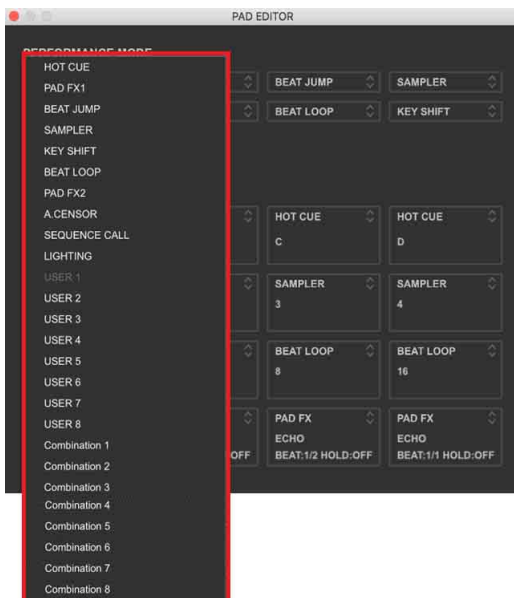 PAD EDITOR
PERFORMANCE MODE
HOT CUE
PAD FX1
BEAT JUMP
SAMPLER
KEY SHIFT
BEAT LOOP
PAD FX2
A.CENSOR
SEQUENCE CALL
LIGHTING
USER 1
USER 2
USER 3
USER 4
USER 5
USER 6
USER 7
USER 8
Combination 1
Combination 2
Combination 3
Combination 4
Combination 5
Combination 6
Combination 7
Combination 8
BEAT JUMP SAMPLER
BEAT LOOP KEY SHIFT
HOT CUE HOT CUE
C D
SAMPLER SAMPLER
3 4
BEAT LOOP BEAT LOOP
8 16
PAD FX PAD FX
ECHO ECHO
OFF BEAT:1/2 HOLD:OFF BEAT:1/1 HOLD:OFF